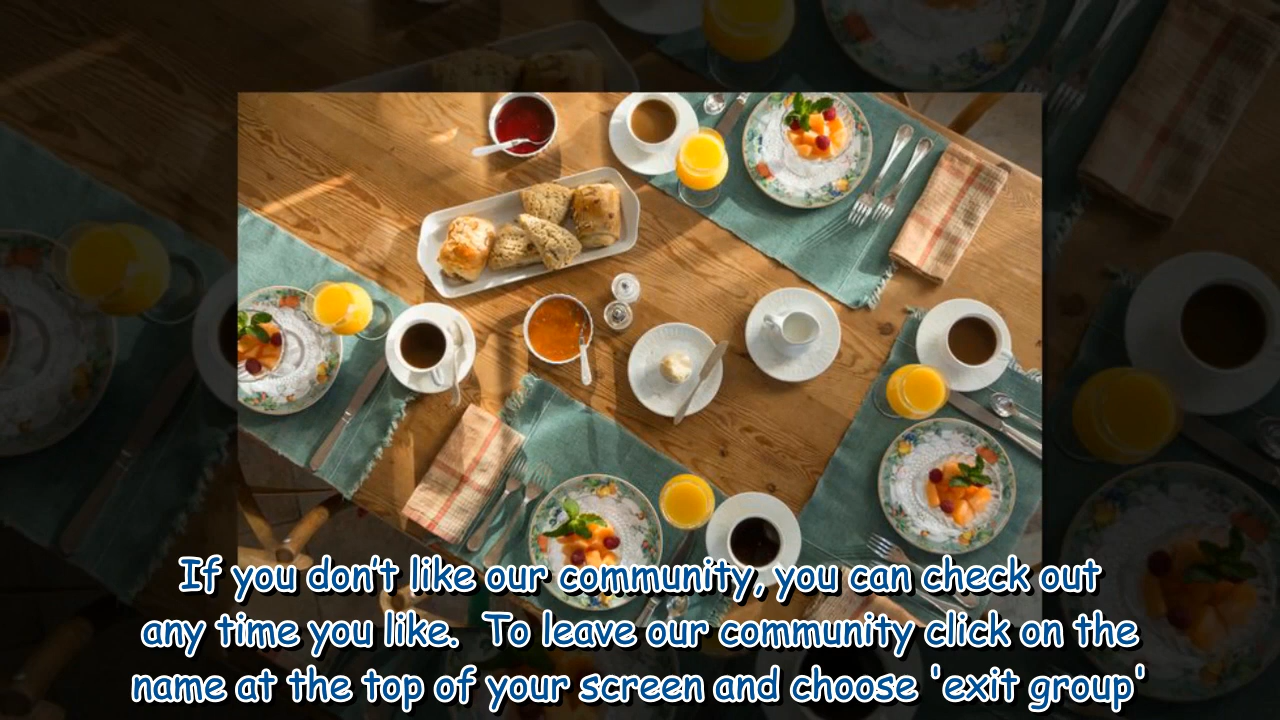 If you don't like our community, you can check out
any time you like.  To leave our community click on the
name at the top of your screen and choose 'exit group'